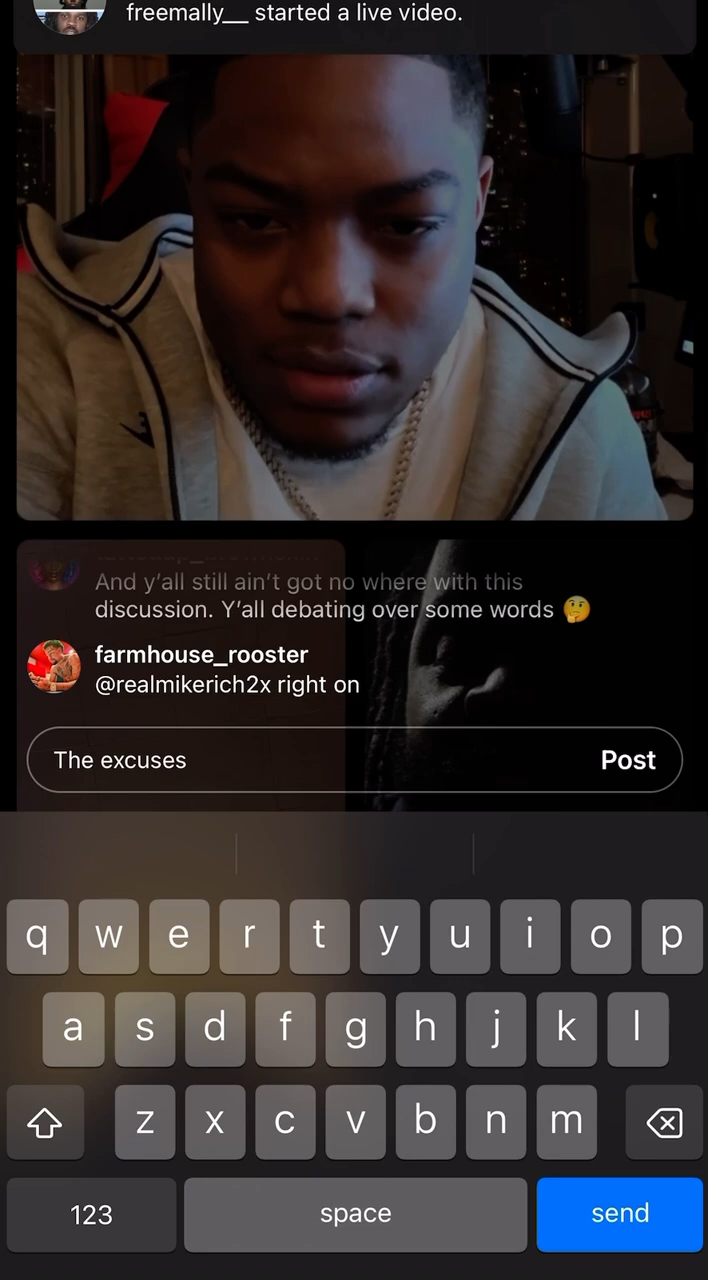 freemally__ started a live video.
And y’all still ain’t got no where with this
discussion. Y’all debating over some words 🤔
farmhouse_rooster
@realmikerich2x right on
The excuses
Post
q w e r t y u i o p
a s d f g h j k l
z x c v b n m
123
space
send